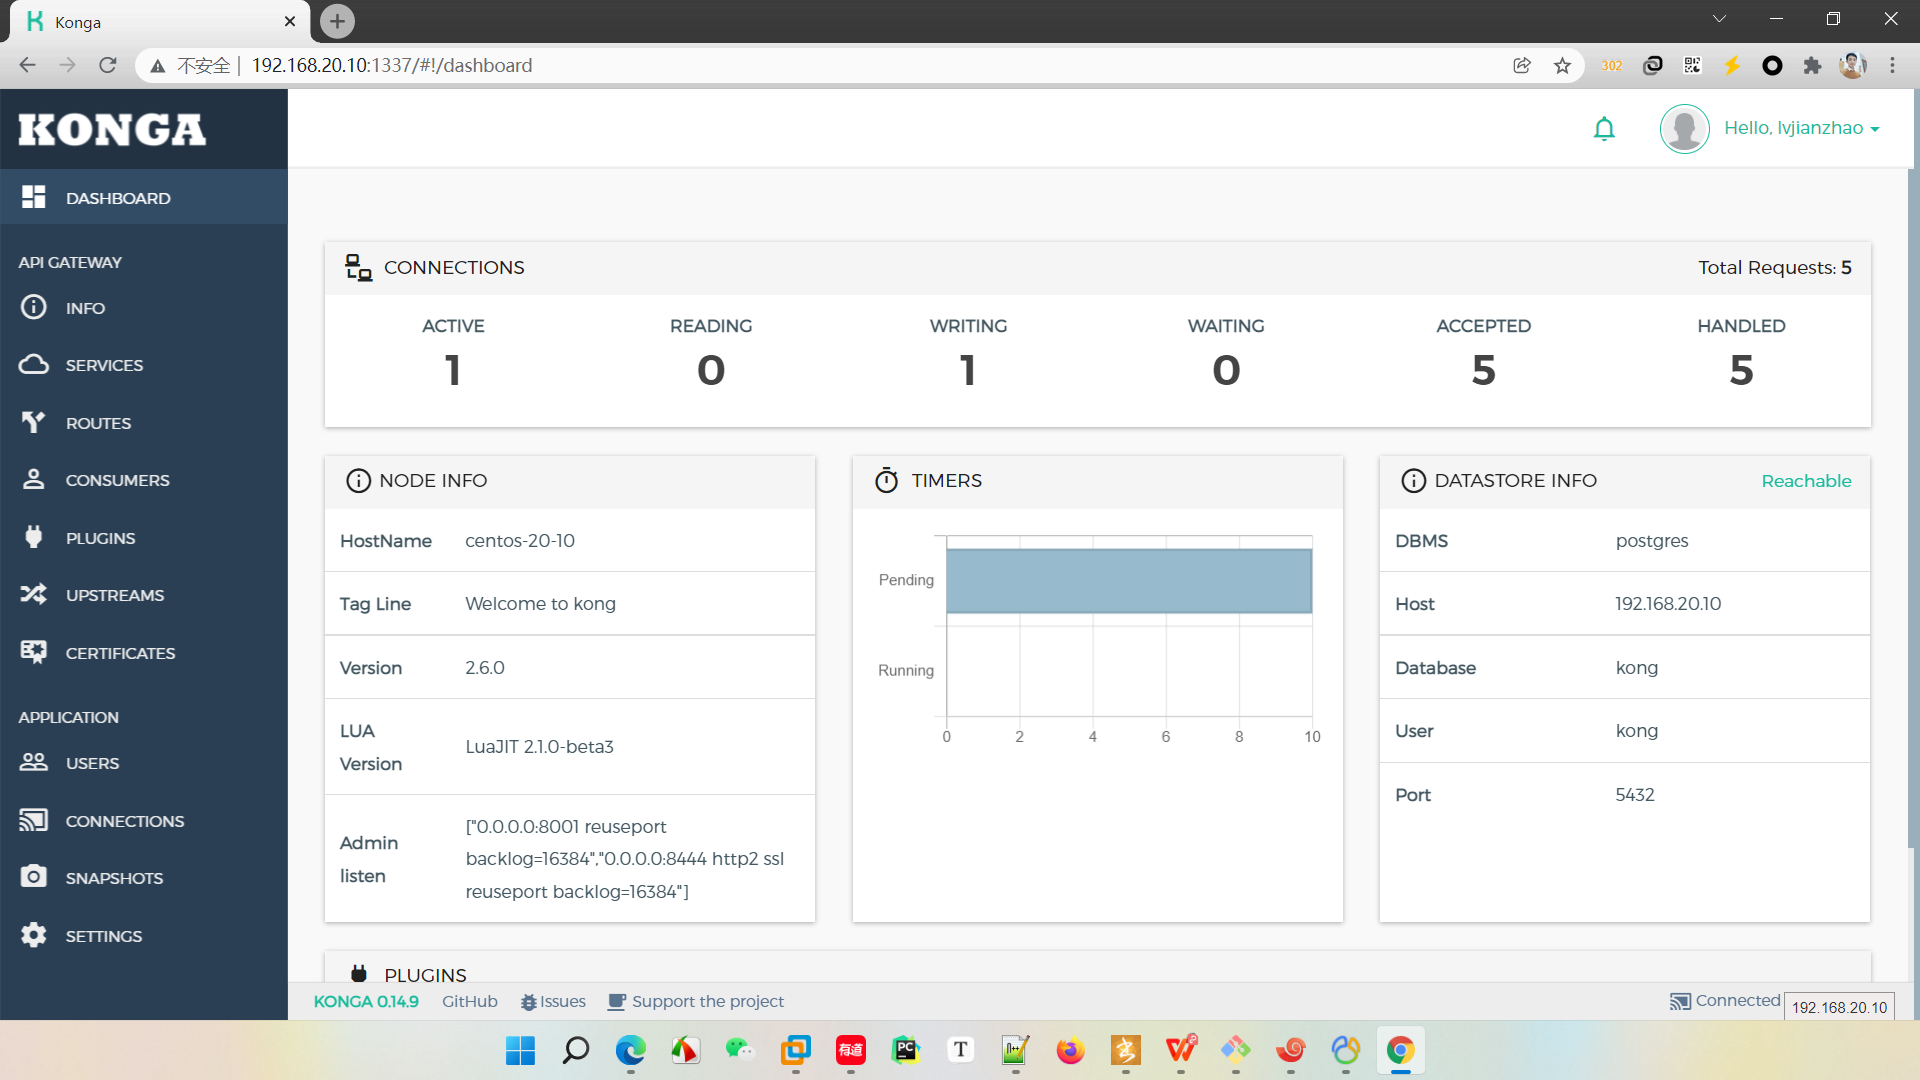 Konga
不安全 | 192.168.20.10:1337/#!/dashboard
302
KONGA
Hello, lvjianzhao
DASHBOARD
API GATEWAY
INFO
SERVICES
ROUTES
CONSUMERS
PLUGINS
UPSTREAMS
CERTIFICATES
APPLICATION
USERS
CONNECTIONS
SNAPSHOTS
SETTINGS
CONNECTIONS
Total Requests: 5
ACTIVE READING WRITING WAITING ACCEPTED HANDLED
1 0 1 0 5 5
NODE INFO
HostName centos-20-10
Tag Line Welcome to kong
Version 2.6.0
LUA
Version
LuaJIT 2.1.0-beta3
Admin
listen
["0.0.0.0:8001 reuseport
backlog=16384","0.0.0.0:8444 http2 ssl
reuseport backlog=16384"]
TIMERS
Pending
Running
0 2 4 6 8 10
DATASTORE INFO Reachable
DBMS postgres
Host 192.168.20.10
Database kong
User kong
Port 5432
PLUGINS
KONGA 0.14.9 GitHub Issues Support the project
Connected
192.168.20.10
有道
PC
T